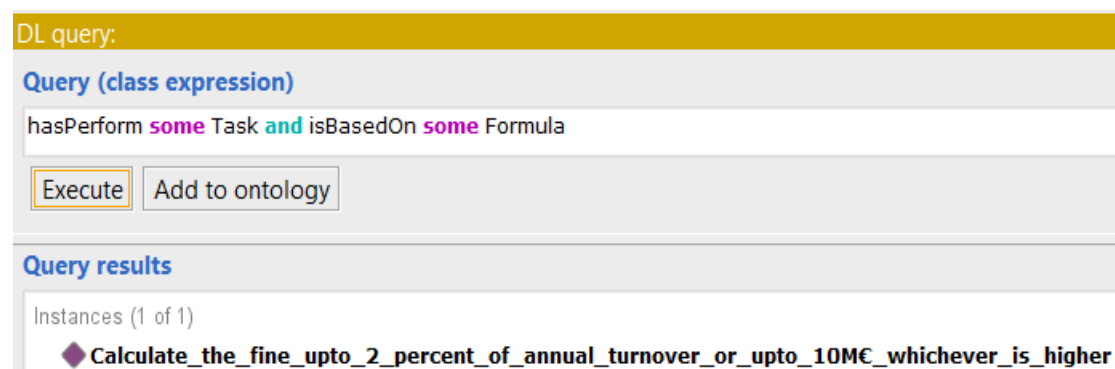 DL query:
Query (class expression)
hasPerform some Task and isBasedOn some Formula
Execute Add to ontology
Query results
Instances (1 of 1)
Calculate_the_fine_upto_2_percent_of_annual_turnover_or_upto_10M€_whichever_is_higher